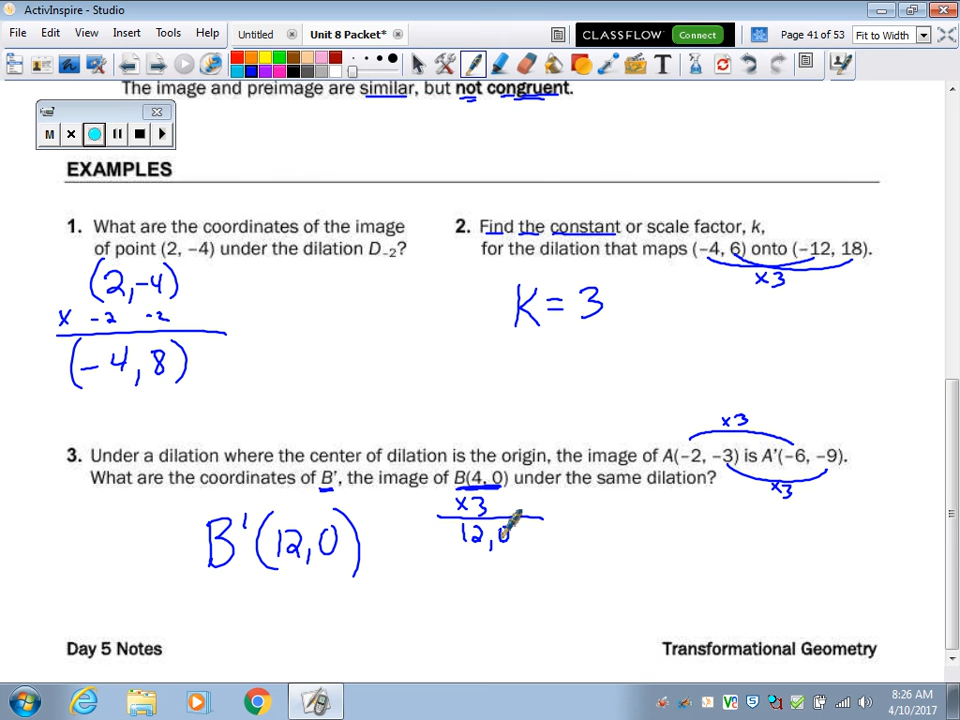 ActivInspire - Studio
File Edit View Insert Tools Help Untitled Unit 8 Packet* CLASSFLOW Connect Page 41 of 53 Fit to Width
The image and preimage are similar, but not congruent.
M
EXAMPLES
1. What are the coordinates of the image
of point (2, −4) under the dilation D−2?
(2,-4)
x -2 -2
(-4,8)
2. Find the constant or scale factor, k,
for the dilation that maps (−4, 6) onto (−12, 18).
x3
K = 3
x3
3. Under a dilation where the center of dilation is the origin, the image of A(−2, −3) is A'(−6, −9).
What are the coordinates of B', the image of B(4, 0) under the same dilation?
x3
x3
12,0
B'(12,0)
Day 5 Notes Transformational Geometry
8:26 AM
4/10/2017